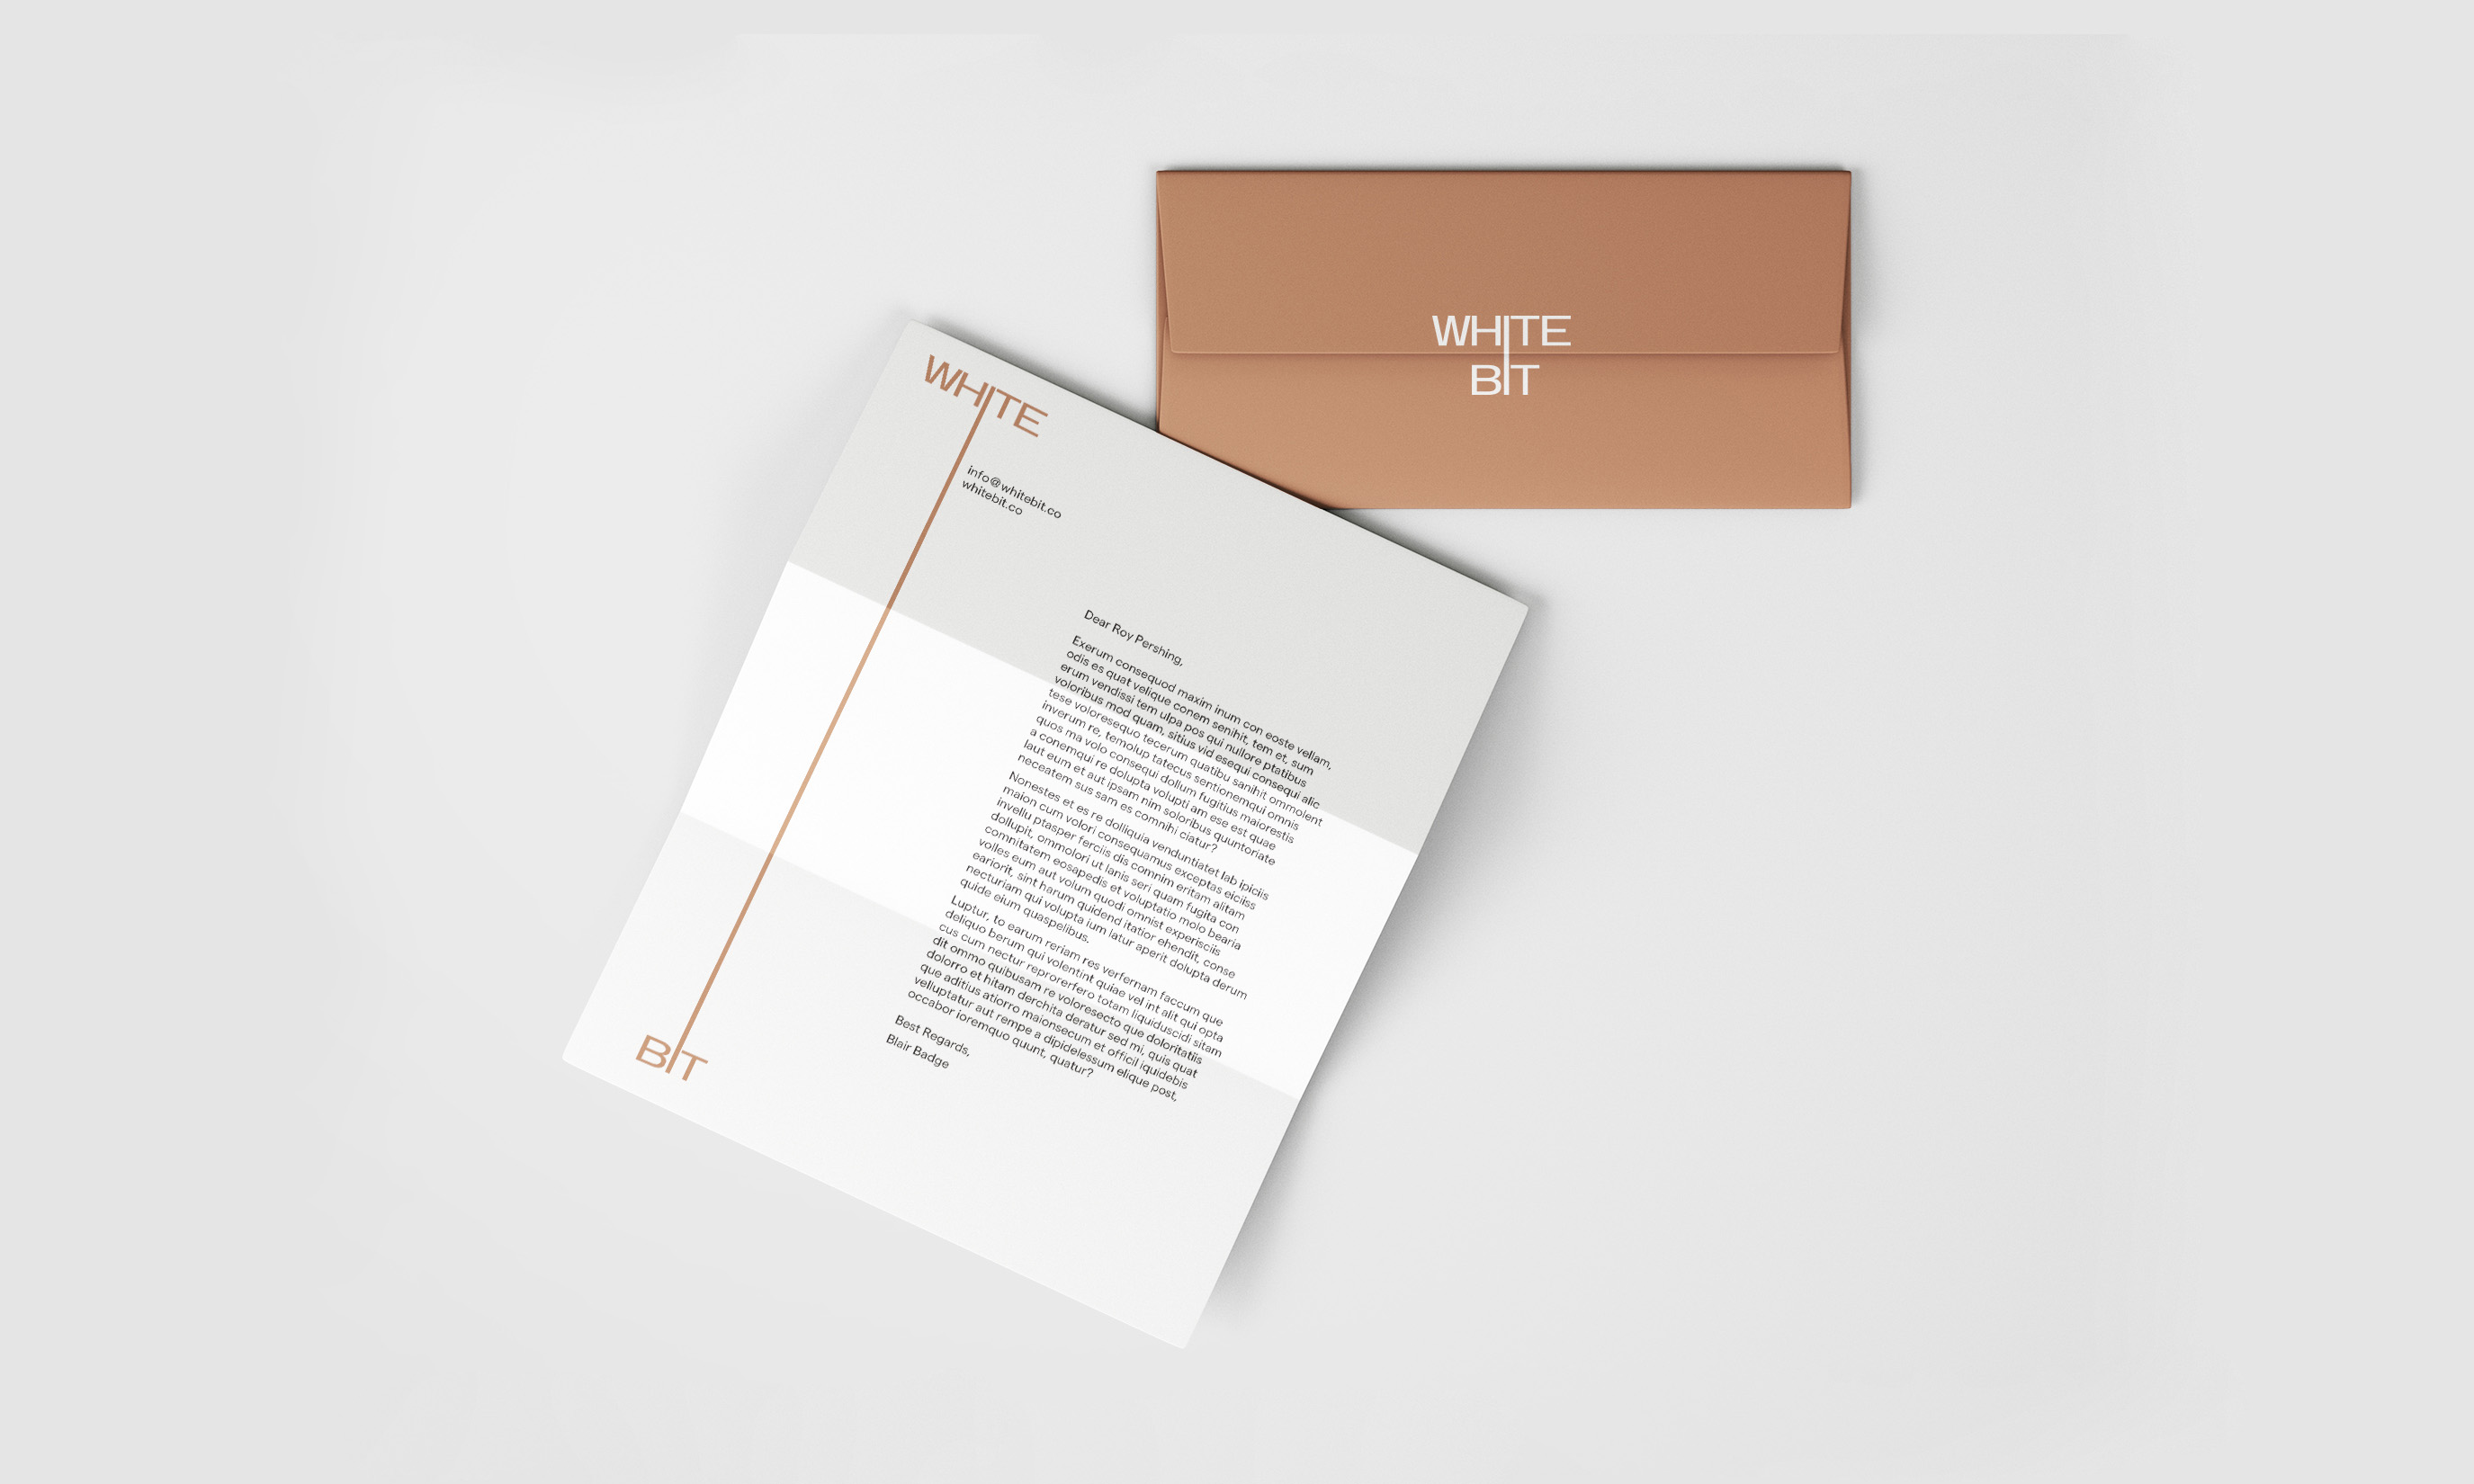 WHITE
BIT
WHITE
info@whitebit.co
whitebit.co
Dear Roy Pershing,
Exerum consequod maxim inum con eoste vellam,
odis es quat velique conem senihit, tem et, sum
erum vendissi tem ulpa pos qui nullore ptatibus
voloribus mod quam, sitius vid esequi consequi alic
tese voloresequo tecerum quatibu sanihit ommolent
inverum re, temolup tatecus sentionemqui omnis
quos ma volo consequi dollum fugitius maiorestis
a conemqui re dolupta volupti am ese est quae
laut eum et aut ipsam nim soloribus quuntoriate
neceatem sus sam es comnihi ciatur?
Nonestes et es re dolliquia venduntiatet lab ipiciis
maion cum volori consequamus exceptas eiciiss
invellu ptasper ferciis dis comnim eritam alitam
dollupit, ommolori ut lanis seri quam fugita con
comnitatem eosapedis et voluptatio molo bearia
volles eum aut volum quodi omnist experisciis
eariorit, sint harum quidend itatior ehendit, conse
necturiam qui volupta ium latur aperit dolupta derum
quide eium quaspelibus.
Luptur, to earum reriam res verfernam faccum que
deliquo berum qui volentint quiae vel int alit qui opta
cus cum nectur reprorerfero totam liquiduscidi sitam
dit ommo quibusam re voloresecto que doloritatiis
dolorro et hitam derchita deratur sed mi, quis quat
que aditius atiorro maionsecum et officil iquidebis
velluptatur aut rempe a dipidelessum elique post,
occabor ioremquo quunt, quatur?
Best Regards,
Blair Badge
BIT